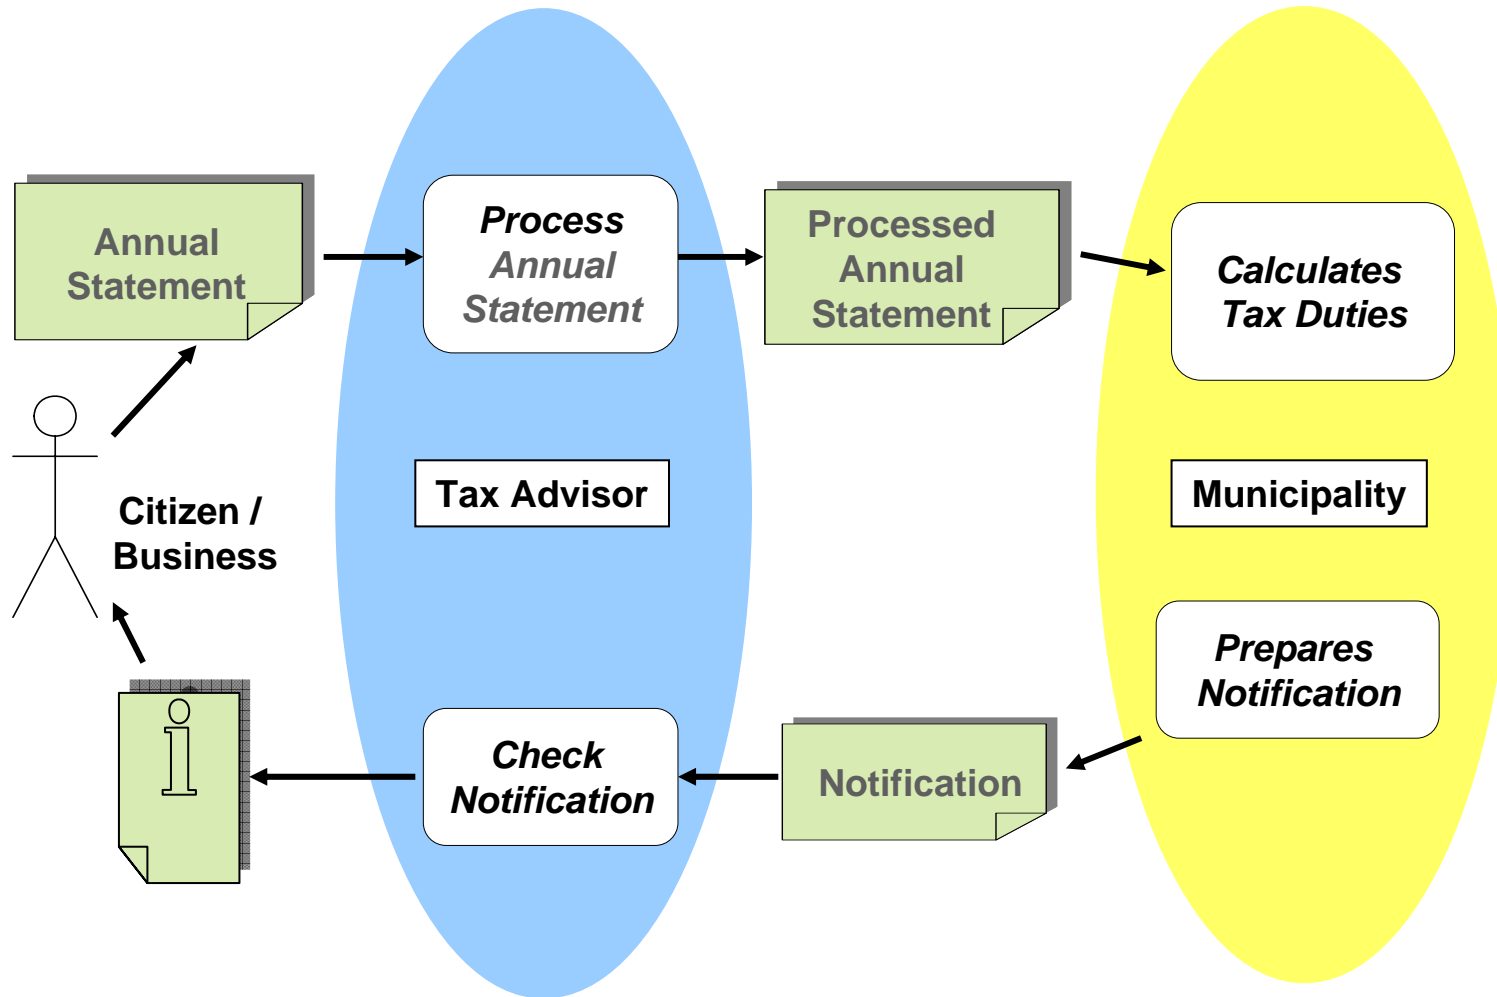 Annual
Statement
Process
Annual
Statement
Processed
Annual
Statement
Calculates
Tax Duties
Citizen /
Business
Tax Advisor
Municipality
Prepares
Notification
Notification
Check
Notification
i